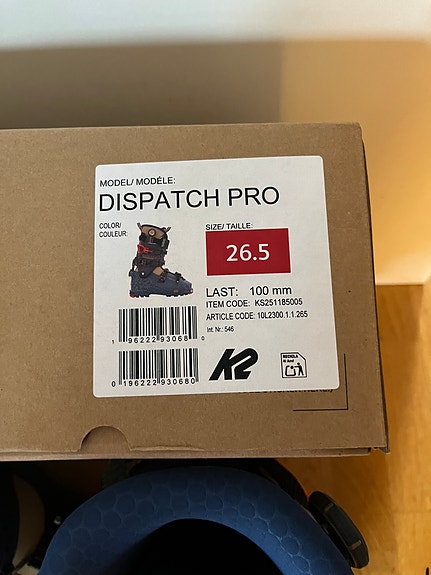 MODEL/ MODÈLE:
DISPATCH PRO
COLOR/
COULEUR:
SIZE/ TAILLE:
26.5
LAST: 100 mm
ITEM CODE: KS251185005
ARTICLE CODE: 10L2300.1.1.265
Int. Nr.: 546
1 96222 93068 0
0 196222 930680
K2
RECICLA